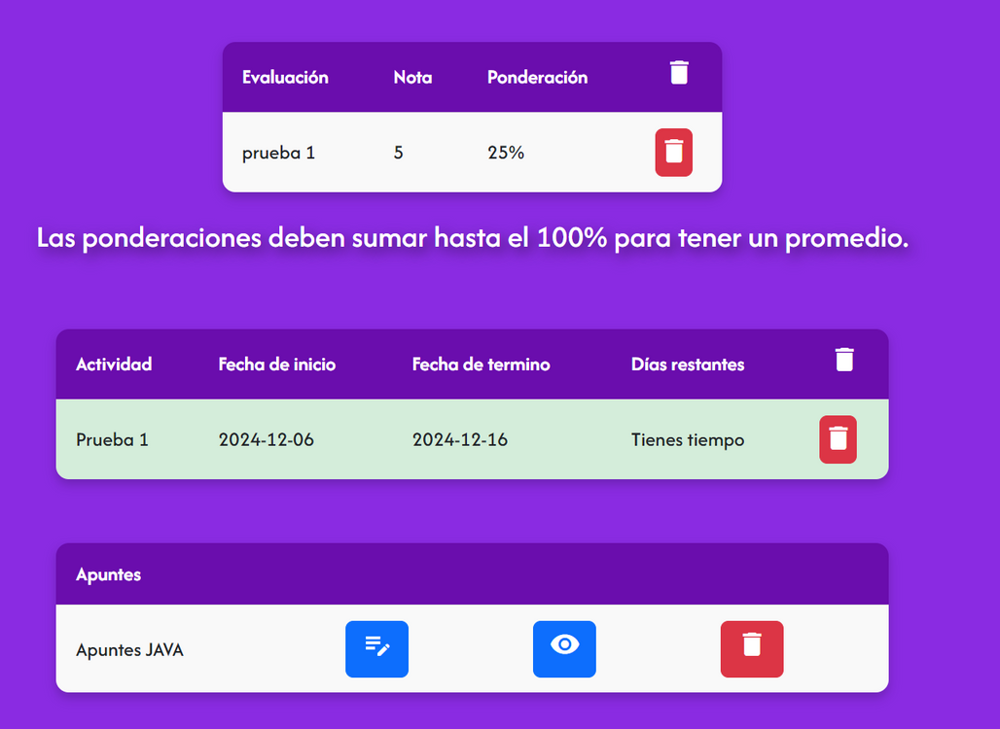 Evaluación Nota Ponderación
prueba 1 5 25%
Las ponderaciones deben sumar hasta el 100% para tener un promedio.
Actividad Fecha de inicio Fecha de termino Días restantes
Prueba 1 2024-12-06 2024-12-16 Tienes tiempo
Apuntes
Apuntes JAVA